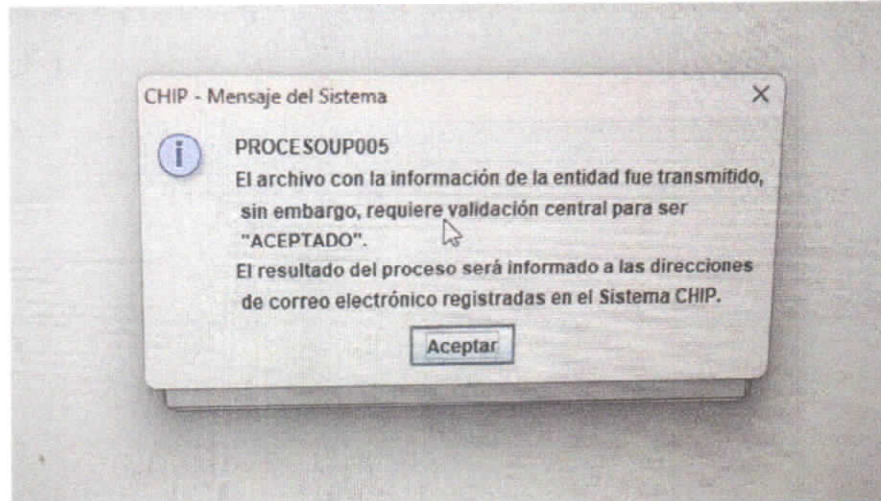 CHIP - Mensaje del Sistema
PROCESOUP005
El archivo con la información de la entidad fue transmitido,
sin embargo, requiere validación central para ser
"ACEPTADO".
El resultado del proceso será informado a las direcciones
de correo electrónico registradas en el Sistema CHIP.
Aceptar